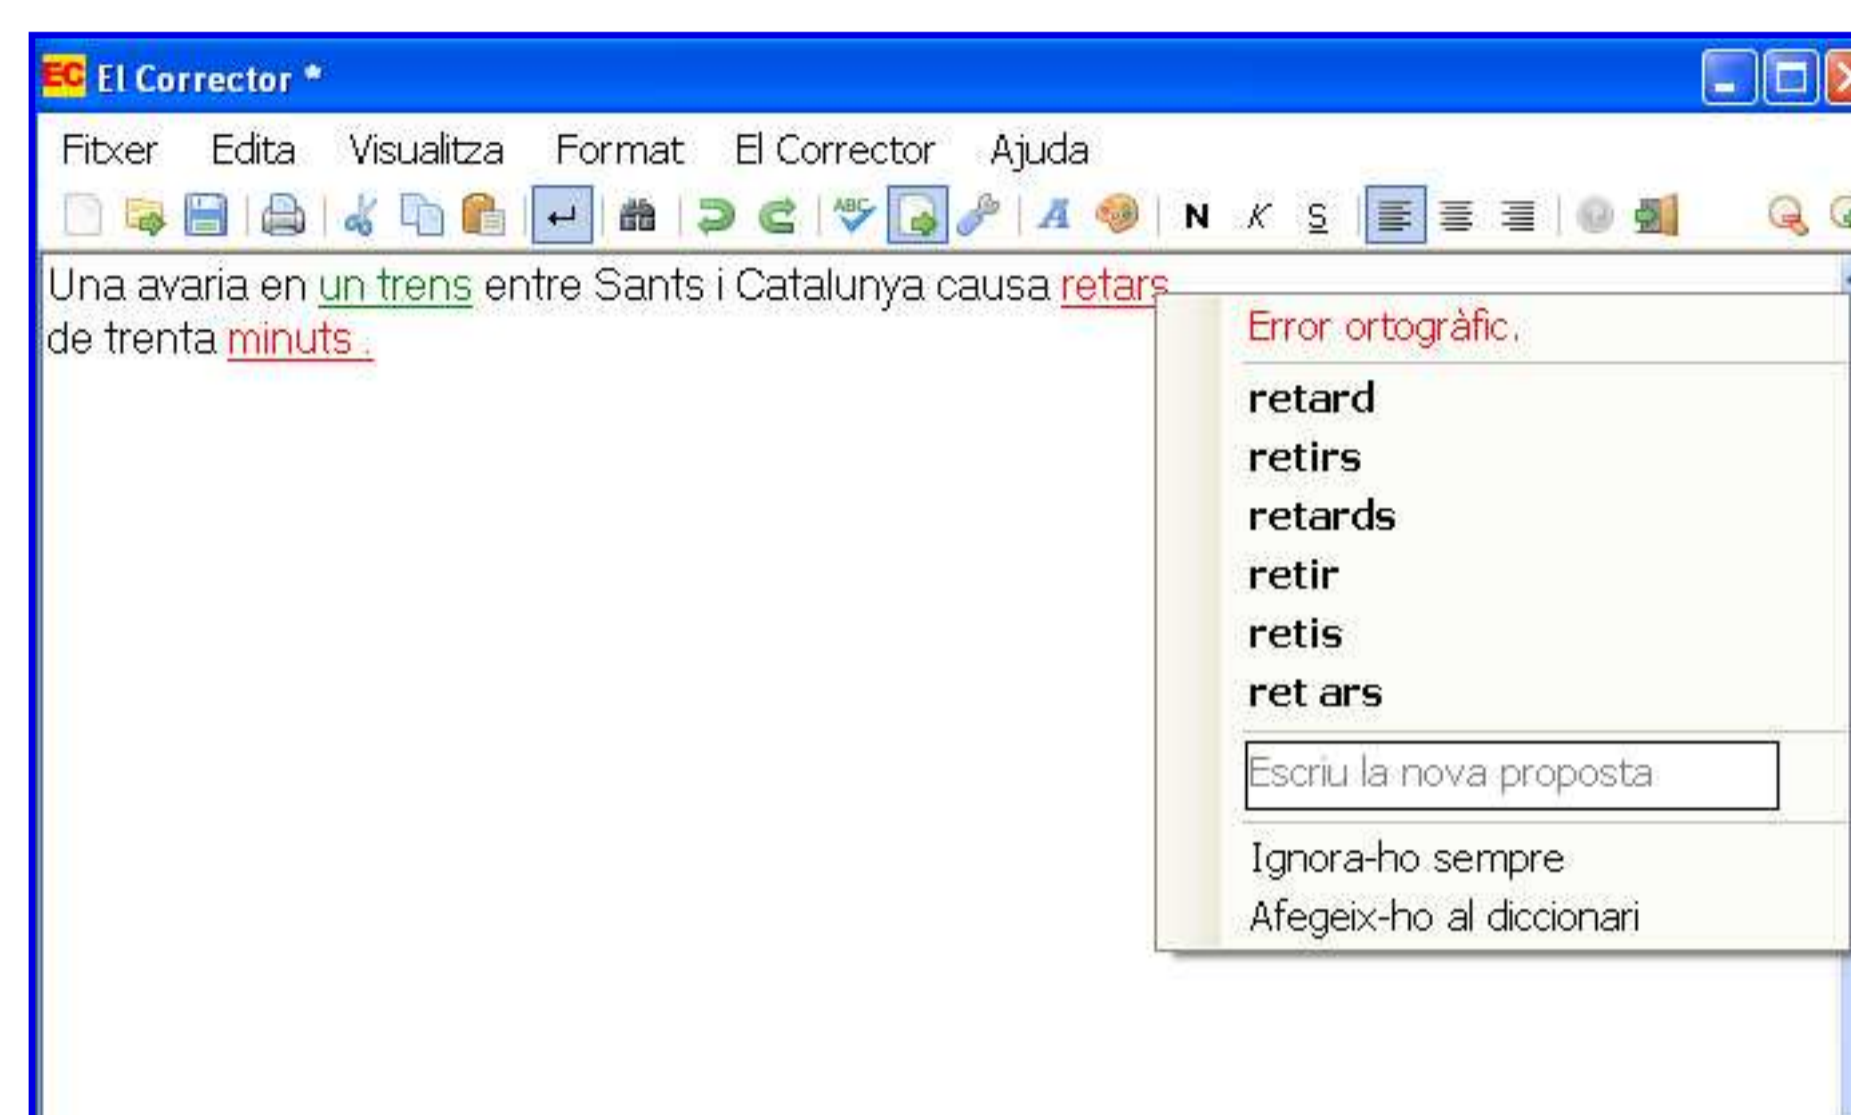 EC El Corrector *
Fitxer Edita Visualitza Format El Corrector Ajuda
ABC A N K S
Una avaria en un trens entre Sants i Catalunya causa retars
de trenta minuts .
Error ortogràfic.
retard
retirs
retards
retir
retis
ret ars
Escriu la nova proposta
Ignora-ho sempre
Afegeix-ho al diccionari